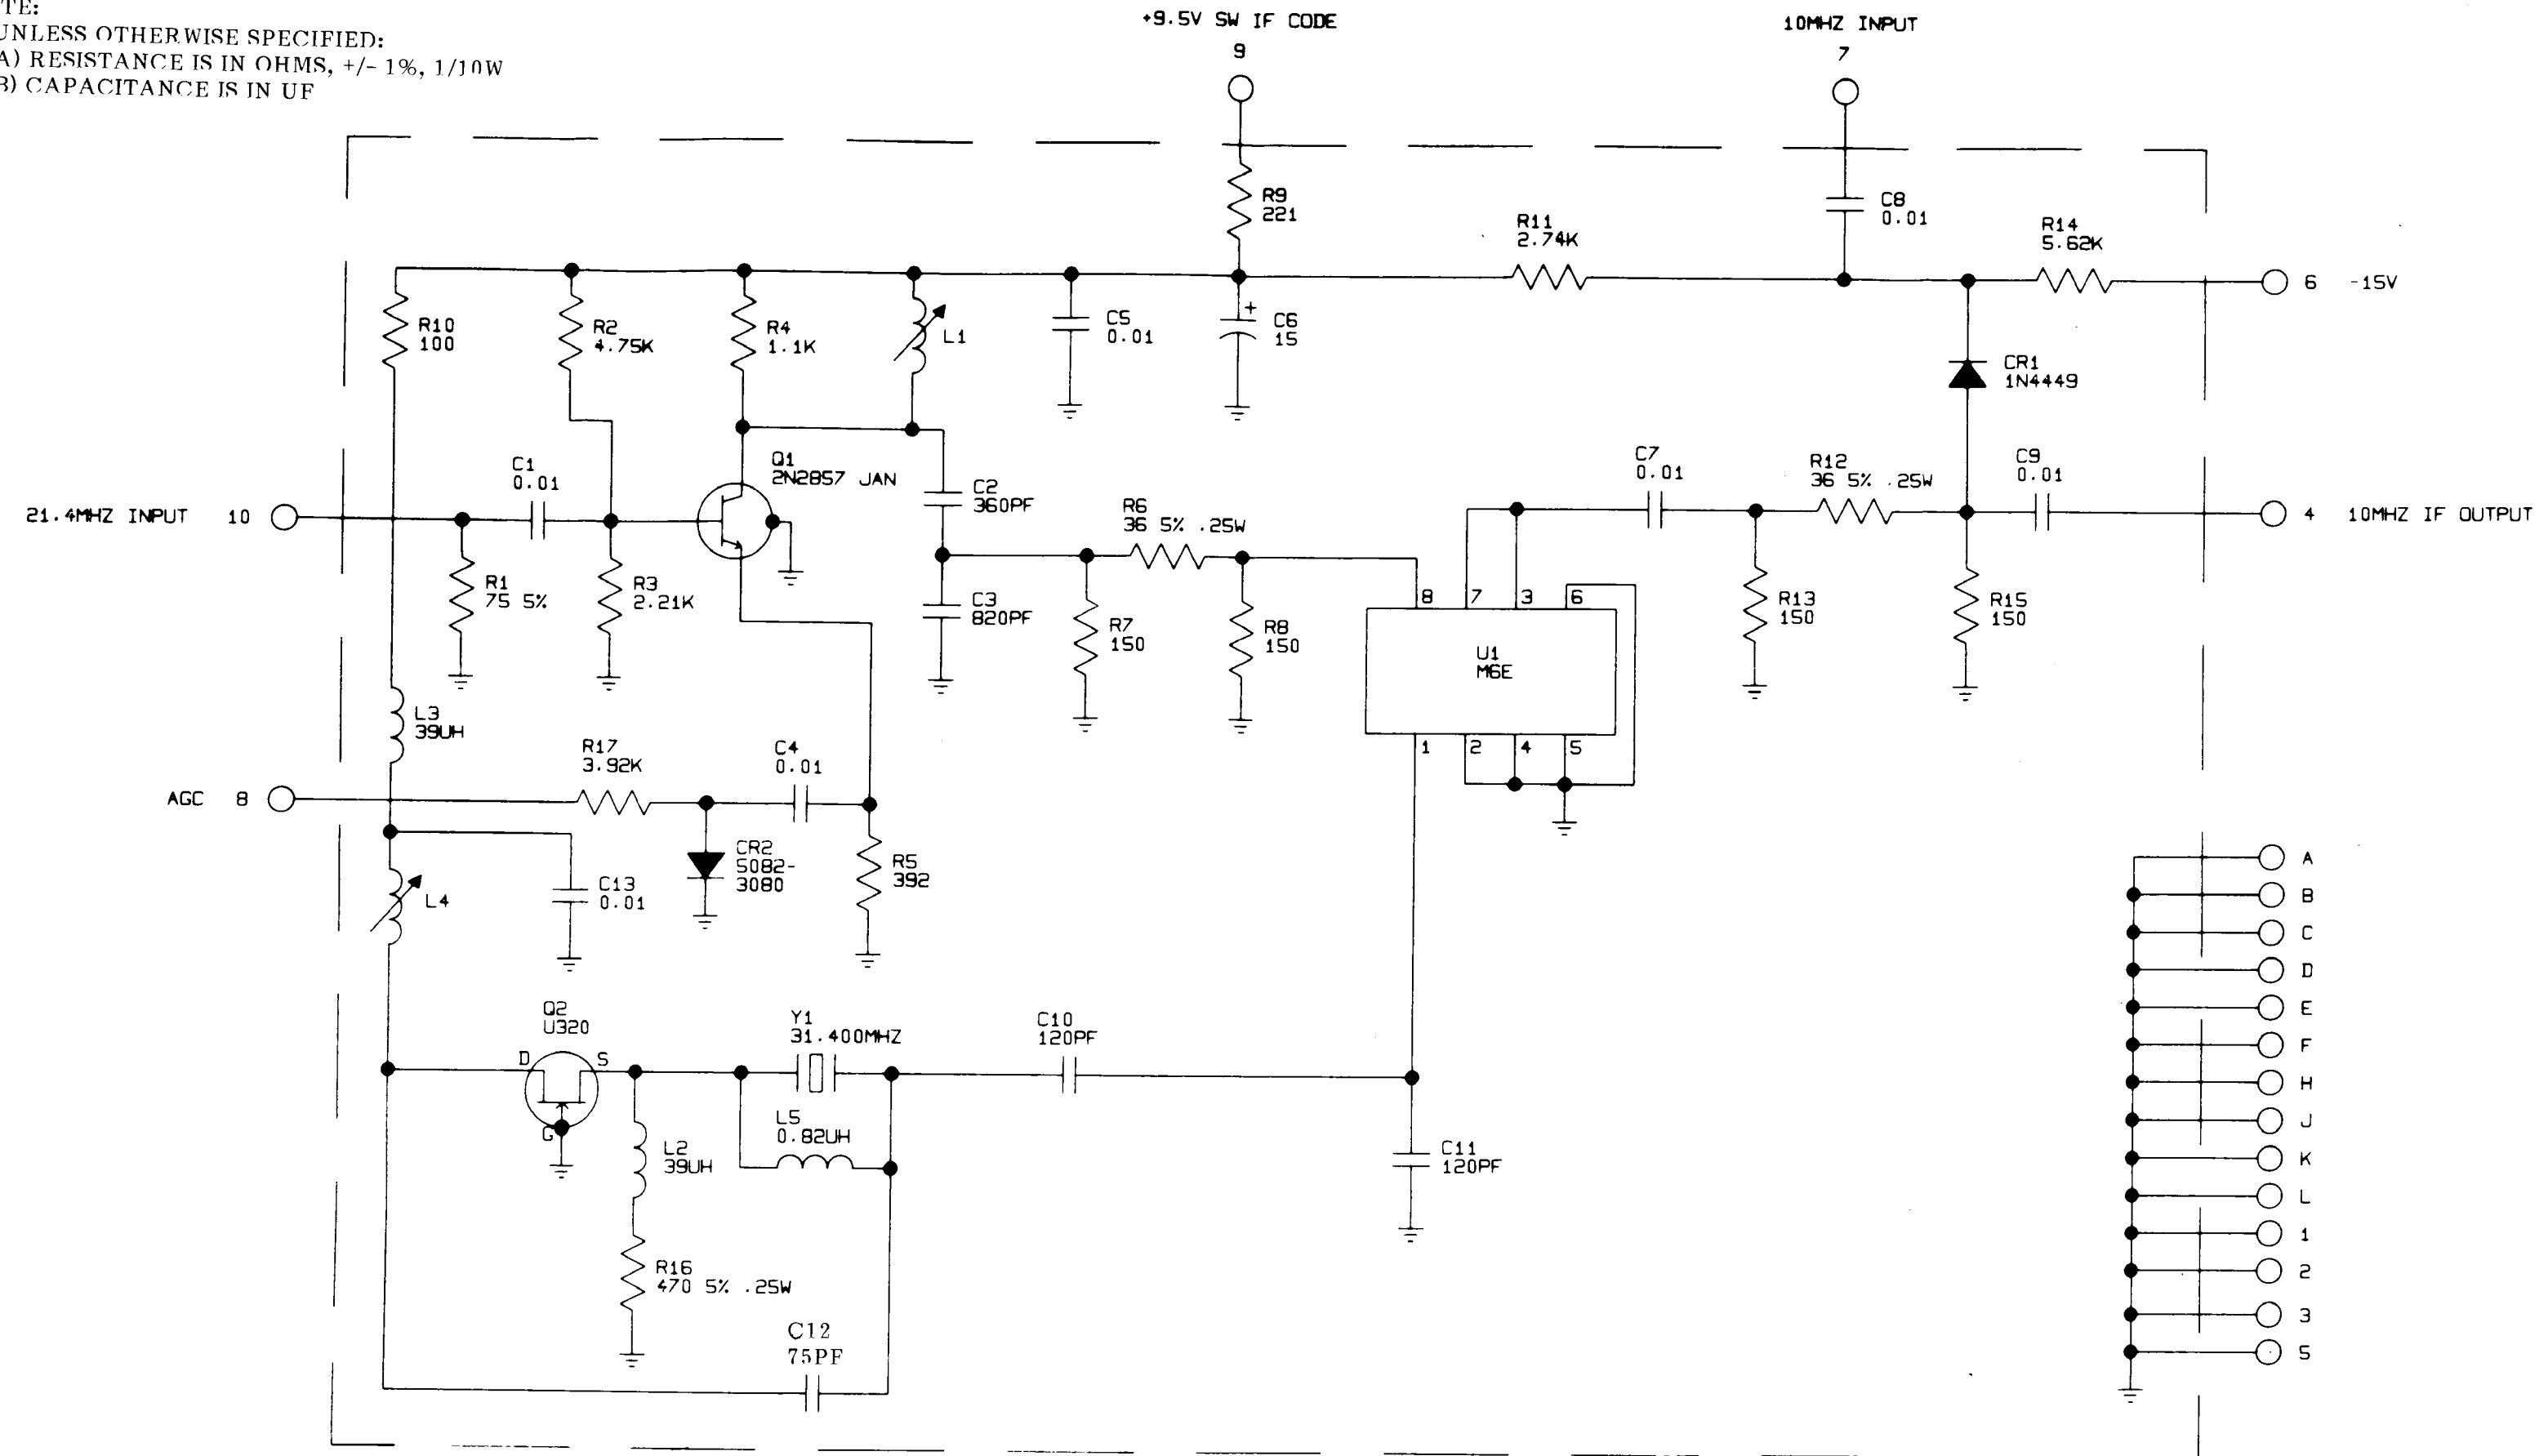 TE:
UNLESS OTHERWISE SPECIFIED:
A) RESISTANCE IS IN OHMS, +/- 1%, 1/10W
B) CAPACITANCE IS IN UF
+9.5V SW IF CODE
9
10MHZ INPUT
7
R9
221
C8
0.01
R11
2.74K
R14
5.62K
6 -15V
R10
100
R2
4.75K
R4
1.1K
L1
C5
0.01
+
C6
15
CR1
1N4449
21.4MHZ INPUT 10
C1
0.01
Q1
2N2857 JAN
C2
360PF
R6
36 5% .25W
C7
0.01
R12
36 5% .25W
C9
0.01
4 10MHZ IF OUTPUT
R1
75 5%
R3
2.21K
C3
820PF
R7
150
R8
150
8 7 3 6
U1
M6E
1 2 4 5
R13
150
R15
150
L3
39UH
AGC 8
R17
3.92K
C4
0.01
CR2
5082-
3080
R5
392
C13
0.01
L4
Q2
U320
D S
G
Y1
31.400MHZ
C10
120PF
L5
0.82UH
L2
39UH
C11
120PF
R16
470 5% .25W
C12
75PF
A
B
C
D
E
F
H
J
K
L
1
2
3
5